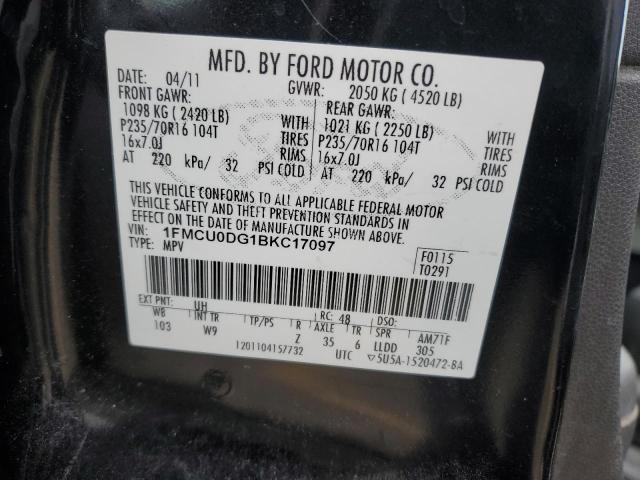 MFD. BY FORD MOTOR CO.
DATE: 04/11 GVWR: 2050 KG ( 4520 LB)
FRONT GAWR: REAR GAWR:
1098 KG ( 2420 LB) WITH 1021 KG ( 2250 LB) WITH
P235/70R16 104T TIRES P235/70R16 104T TIRES
16x7.0J RIMS 16x7.0J RIMS
AT 220 kPa/ 32 PSI COLD AT 220 kPa/ 32 PSI COLD
THIS VEHICLE CONFORMS TO ALL APPLICABLE FEDERAL MOTOR
VEHICLE SAFETY AND THEFT PREVENTION STANDARDS IN
EFFECT ON THE DATE OF MANUFACTURE SHOWN ABOVE.
VIN: 1FMCU0DG1BKC17097
TYPE: MPV
F0115
T0291
EXT PNT: UH RC: 48 AM71F
WB INT TR TP/PS R AXLE TR SPR
103 W9 Z 35 6 LLDD 305
1201104157732 UTC ▽5U5A-1520472-BA